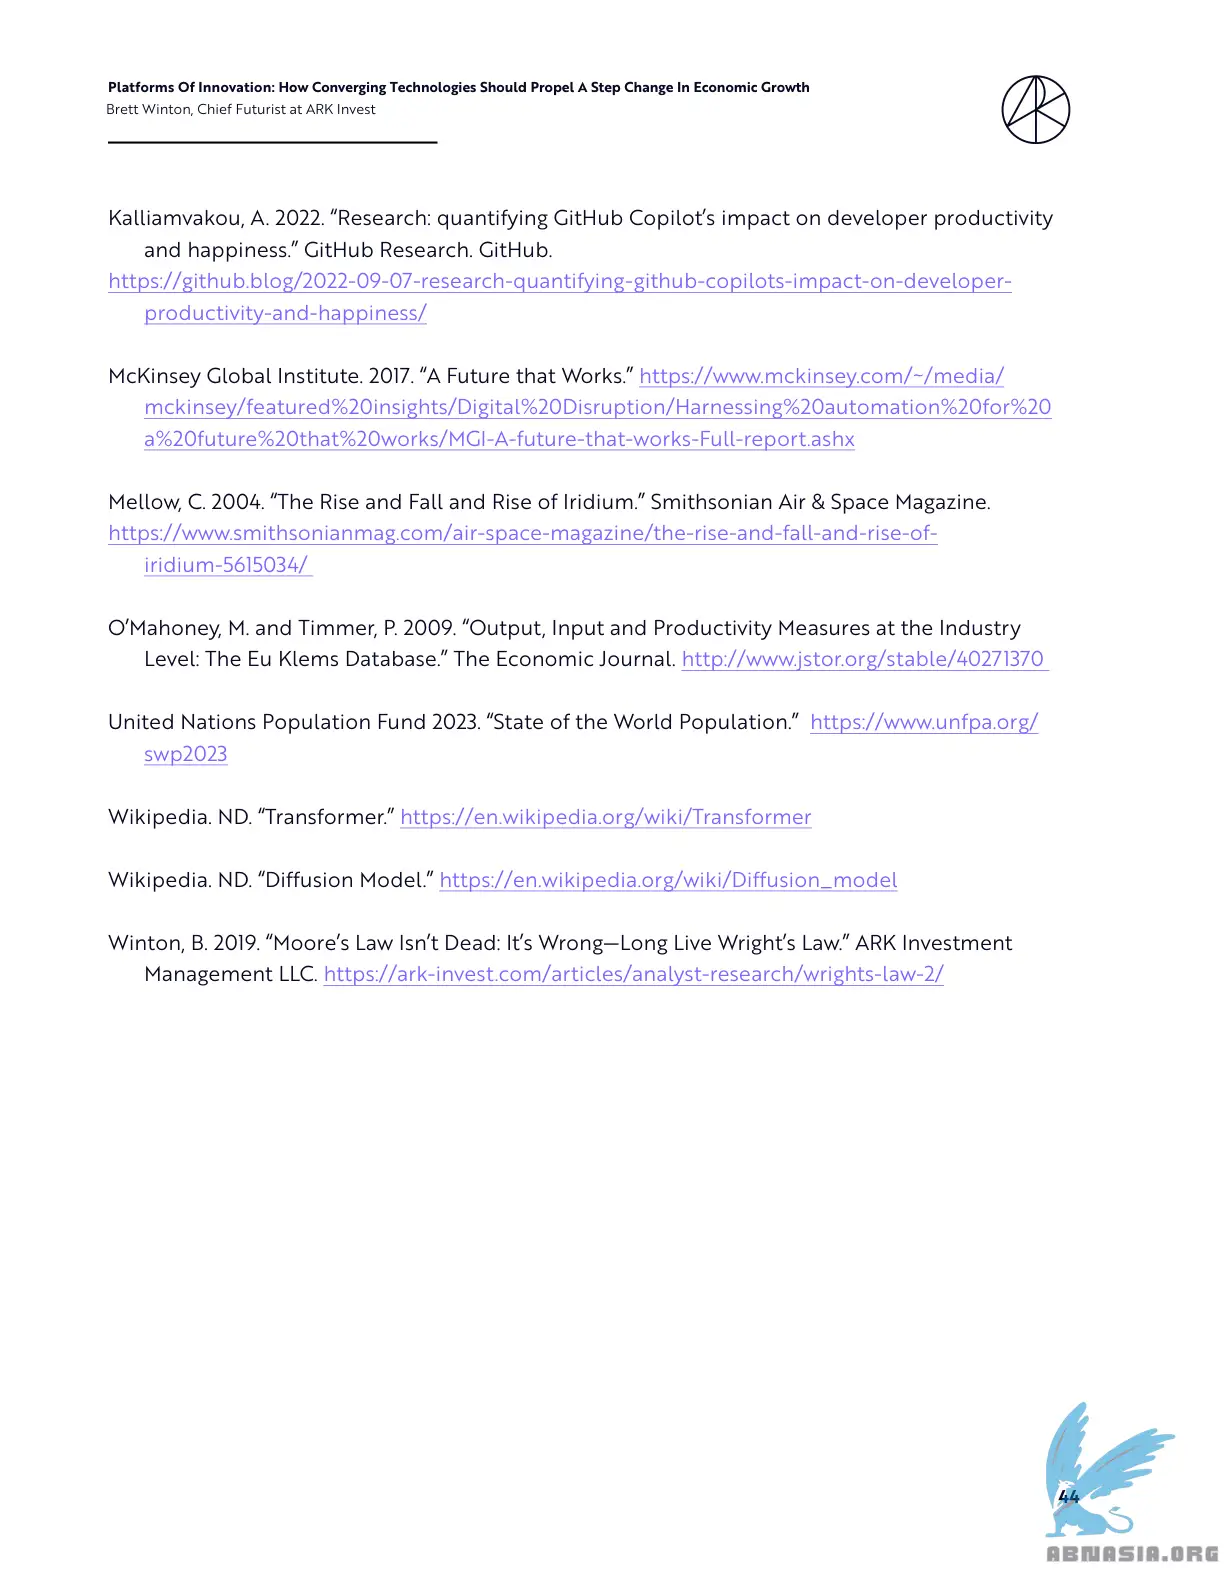 Platforms Of Innovation: How Converging Technologies Should Propel A Step Change In Economic Growth
Brett Winton, Chief Futurist at ARK Invest
Kalliamvakou, A. 2022. “Research: quantifying GitHub Copilot’s impact on developer productivity
and happiness.” GitHub Research. GitHub.
https://github.blog/2022-09-07-research-quantifying-github-copilots-impact-on-developer-
productivity-and-happiness/
McKinsey Global Institute. 2017. “A Future that Works.” https://www.mckinsey.com/~/media/
mckinsey/featured%20insights/Digital%20Disruption/Harnessing%20automation%20for%20
a%20future%20that%20works/MGI-A-future-that-works-Full-report.ashx
Mellow, C. 2004. “The Rise and Fall and Rise of Iridium.” Smithsonian Air & Space Magazine.
https://www.smithsonianmag.com/air-space-magazine/the-rise-and-fall-and-rise-of-
iridium-5615034/
O’Mahoney, M. and Timmer, P. 2009. “Output, Input and Productivity Measures at the Industry
Level: The Eu Klems Database.” The Economic Journal. http://www.jstor.org/stable/40271370
United Nations Population Fund 2023. “State of the World Population.” https://www.unfpa.org/
swp2023
Wikipedia. ND. “Transformer.” https://en.wikipedia.org/wiki/Transformer
Wikipedia. ND. “Diffusion Model.” https://en.wikipedia.org/wiki/Diffusion_model
Winton, B. 2019. “Moore’s Law Isn’t Dead: It’s Wrong—Long Live Wright’s Law.” ARK Investment
Management LLC. https://ark-invest.com/articles/analyst-research/wrights-law-2/
44
ABNASIA.ORG